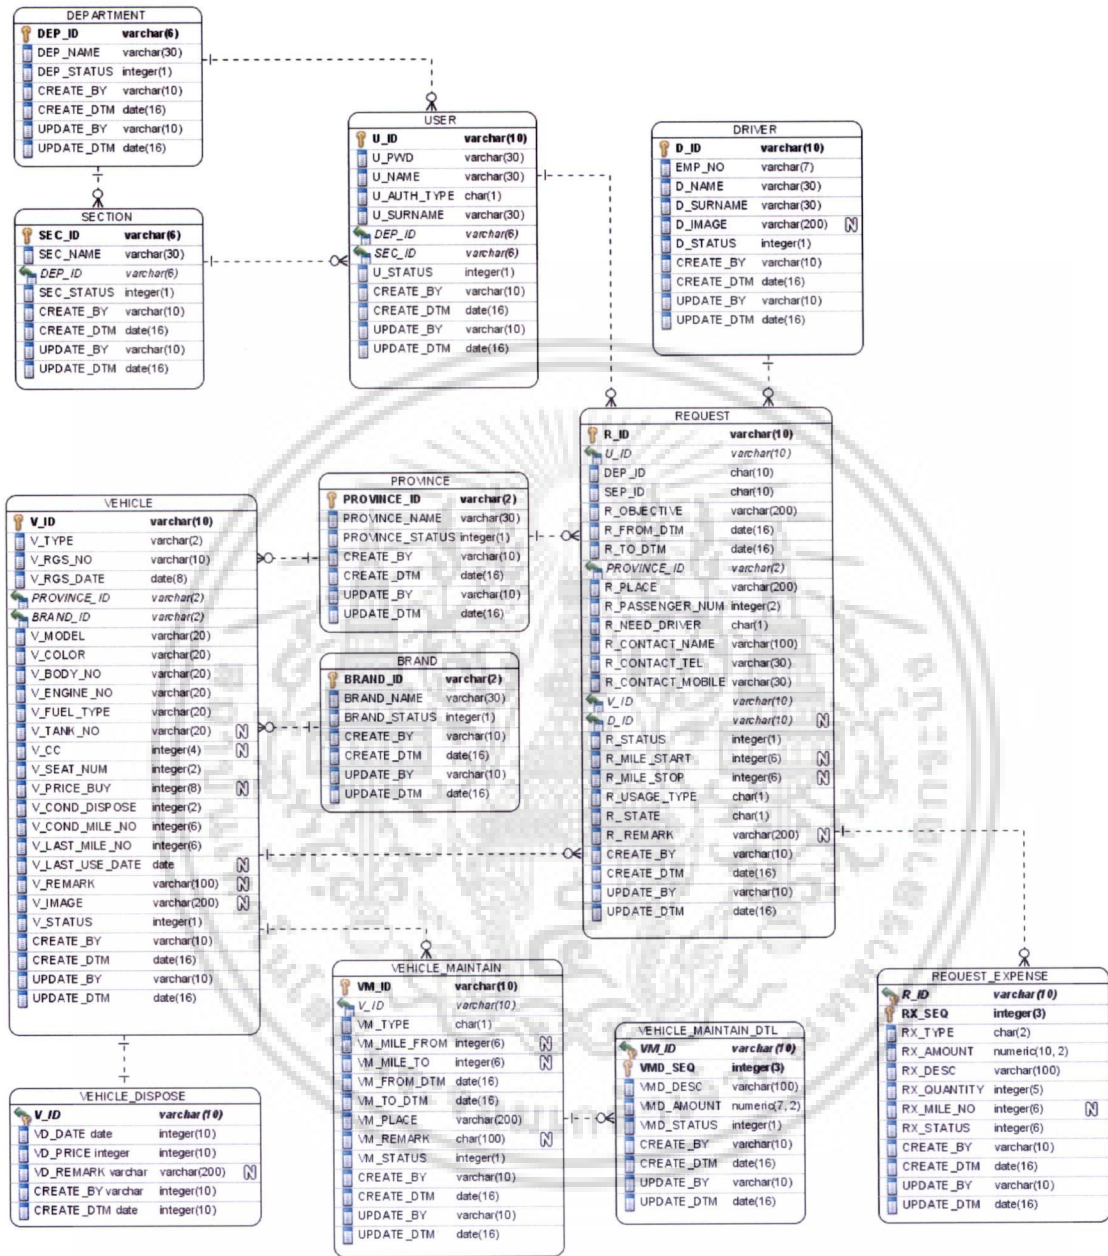 DEPARTMENT
DEP_ID varchar(6)
DEP_NAME varchar(30)
DEP_STATUS integer(1)
CREATE_BY varchar(10)
CREATE_DTM date(16)
UPDATE_BY varchar(10)
UPDATE_DTM date(16)
SECTION
SEC_ID varchar(6)
SEC_NAME varchar(30)
DEP_ID varchar(6)
SEC_STATUS integer(1)
CREATE_BY varchar(10)
CREATE_DTM date(16)
UPDATE_BY varchar(10)
UPDATE_DTM date(16)
USER
U_ID varchar(10)
U_PWD varchar(30)
U_NAME varchar(30)
U_AUTH_TYPE char(1)
U_SURNAME varchar(30)
DEP_ID varchar(6)
SEC_ID varchar(6)
U_STATUS integer(1)
CREATE_BY varchar(10)
CREATE_DTM date(16)
UPDATE_BY varchar(10)
UPDATE_DTM date(16)
DRIVER
D_ID varchar(10)
EMP_NO varchar(7)
D_NAME varchar(30)
D_SURNAME varchar(30)
D_IMAGE varchar(200) N
D_STATUS integer(1)
CREATE_BY varchar(10)
CREATE_DTM date(16)
UPDATE_BY varchar(10)
UPDATE_DTM date(16)
VEHICLE
V_ID varchar(10)
V_TYPE varchar(2)
V_RGS_NO varchar(10)
V_RGS_DATE date(8)
PROVINCE_ID varchar(2)
BRAND_ID varchar(2)
V_MODEL varchar(20)
V_COLOR varchar(20)
V_BODY_NO varchar(20)
V_ENGINE_NO varchar(20)
V_FUEL_TYPE varchar(20)
V_TANK_NO varchar(20) N
V_CC integer(4) N
V_SEAT_NUM integer(2)
V_PRICE_BUY integer(8) N
V_COND_DISPOSE integer(2)
V_COND_MILE_NO integer(6)
V_LAST_MILE_NO integer(6)
V_LAST_USE_DATE date N
V_REMARK varchar(100) N
V_IMAGE varchar(200) N
V_STATUS integer(1)
CREATE_BY varchar(10)
CREATE_DTM date(16)
UPDATE_BY varchar(10)
UPDATE_DTM date(16)
PROVINCE
PROVINCE_ID varchar(2)
PROVINCE_NAME varchar(30)
PROVINCE_STATUS integer(1)
CREATE_BY varchar(10)
CREATE_DTM date(16)
UPDATE_BY varchar(10)
UPDATE_DTM date(16)
BRAND
BRAND_ID varchar(2)
BRAND_NAME varchar(30)
BRAND_STATUS integer(1)
CREATE_BY varchar(10)
CREATE_DTM date(16)
UPDATE_BY varchar(10)
UPDATE_DTM date(16)
REQUEST
R_ID varchar(10)
U_ID varchar(10)
DEP_ID char(10)
SEP_ID char(10)
R_OBJECTIVE varchar(200)
R_FROM_DTM date(16)
R_TO_DTM date(16)
PROVINCE_ID varchar(2)
R_PLACE varchar(200)
R_PASSENGER_NUM integer(2)
R_NEED_DRIVER char(1)
R_CONTACT_NAME varchar(100)
R_CONTACT_TEL varchar(30)
R_CONTACT_MOBILE varchar(30)
V_ID varchar(10)
D_ID varchar(10) N
R_STATUS integer(1)
R_MILE_START integer(6) N
R_MILE_STOP integer(6) N
R_USAGE_TYPE char(1)
R_STATE char(1)
R_REMARK varchar(200) N
CREATE_BY varchar(10)
CREATE_DTM date(16)
UPDATE_BY varchar(10)
UPDATE_DTM date(16)
VEHICLE_DISPOSE
V_ID varchar(10)
VD_DATE date integer(10)
VD_PRICE integer integer(10)
VD_REMARK varchar varchar(200) N
CREATE_BY varchar integer(10)
CREATE_DTM date integer(10)
VEHICLE_MAINTAIN
VM_ID varchar(10)
V_ID varchar(10)
VM_TYPE char(1)
VM_MILE_FROM integer(6) N
VM_MILE_TO integer(6) N
VM_FROM_DTM date(16)
VM_TO_DTM date(16)
VM_PLACE varchar(200)
VM_REMARK char(100) N
VM_STATUS integer(1)
CREATE_BY varchar(10)
CREATE_DTM date(16)
UPDATE_BY varchar(10)
UPDATE_DTM date(16)
VEHICLE_MAINTAIN_DTL
VM_ID varchar(10)
VMD_SEQ integer(3)
VMD_DESC varchar(100)
VMD_AMOUNT numeric(7, 2)
VMD_STATUS integer(1)
CREATE_BY varchar(10)
CREATE_DTM date(16)
UPDATE_BY varchar(10)
UPDATE_DTM date(16)
REQUEST_EXPENSE
R_ID varchar(10)
RX_SEQ integer(3)
RX_TYPE char(2)
RX_AMOUNT numeric(10, 2)
RX_DESC varchar(100)
RX_QUANTITY integer(5)
RX_MILE_NO integer(6) N
RX_STATUS integer(6)
CREATE_BY varchar(10)
CREATE_DTM date(16)
UPDATE_BY varchar(10)
UPDATE_DTM date(16)